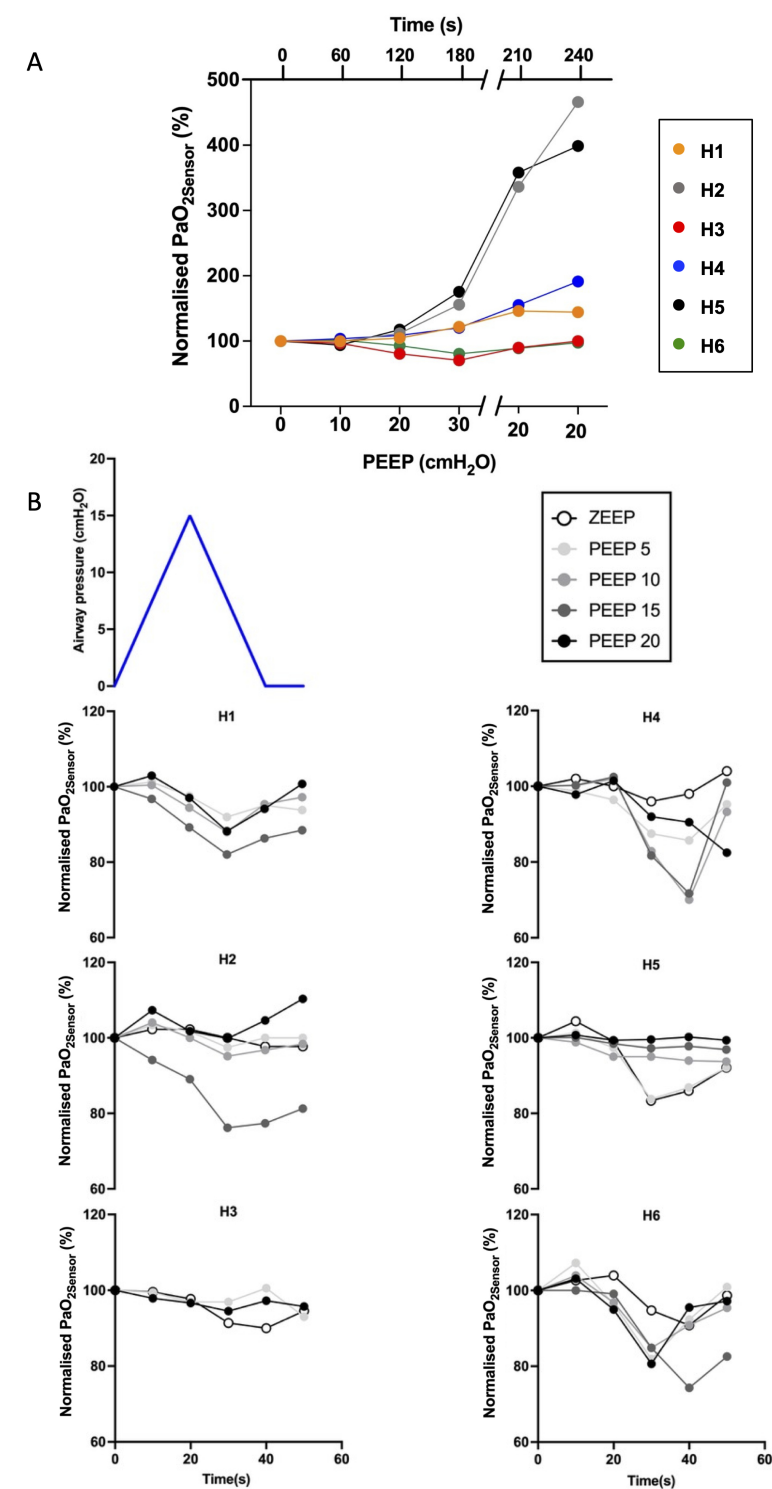 A
Time (s)
0 60 120 180 210 240
Normalised PaO2Sensor (%)
500
400
300
200
100
0
0 10 20 30 20 20
PEEP (cmH2O)
H1
H2
H3
H4
H5
H6
B
Airway pressure (cmH2O)
20
15
10
5
0
ZEEP
PEEP 5
PEEP 10
PEEP 15
PEEP 20
H1
Normalised PaO2Sensor (%)
120
100
80
60
H4
Normalised PaO2Sensor (%)
120
100
80
60
H2
Normalised PaO2Sensor (%)
120
100
80
60
H5
Normalised PaO2Sensor (%)
120
100
80
60
H3
Normalised PaO2Sensor (%)
120
100
80
60
0 20 40 60
Time(s)
H6
Normalised PaO2Sensor (%)
120
100
80
60
0 20 40 60
Time(s)